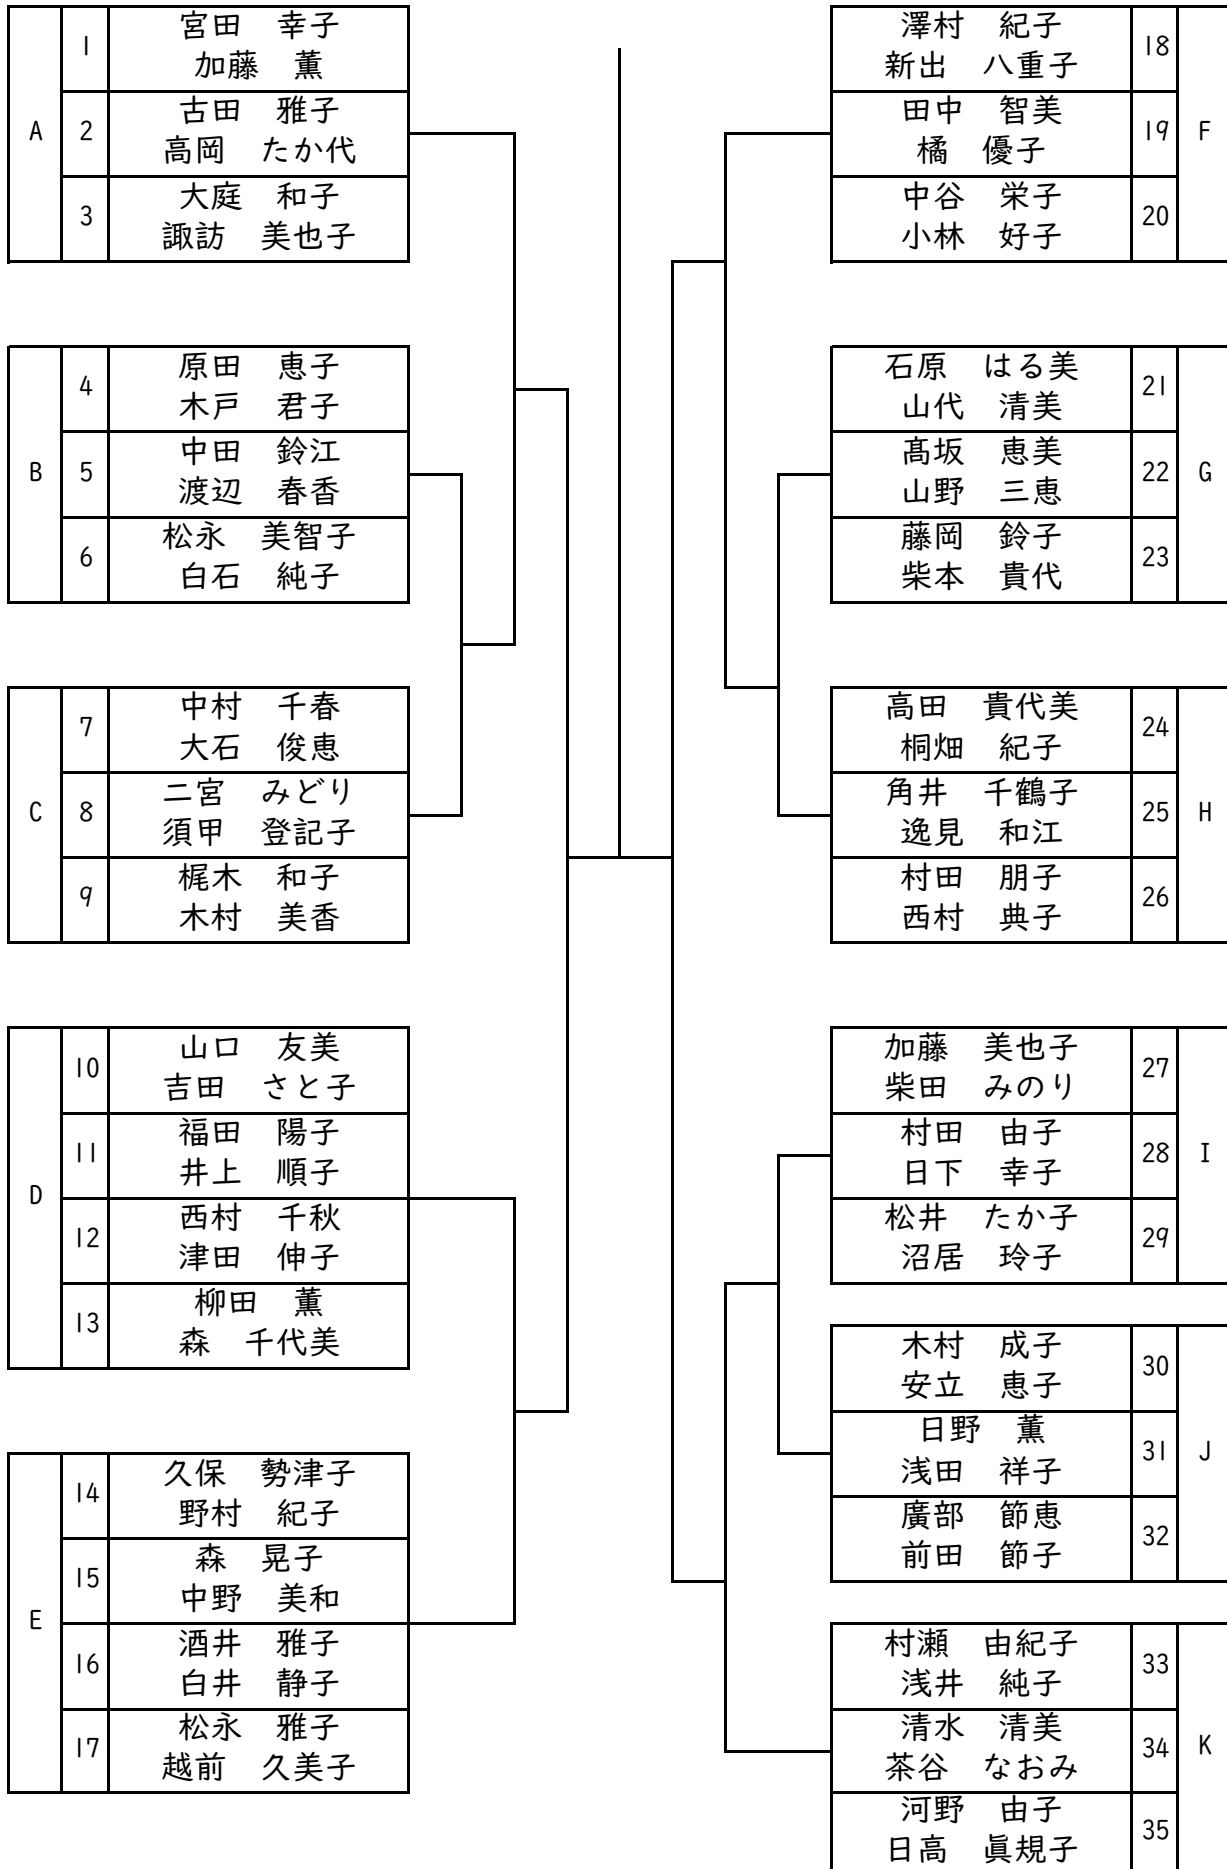 A
1
宮田　幸子
加藤　薫
2
古田　雅子
高岡　たか代
3
大庭　和子
諏訪　美也子
B
4
原田　恵子
木戸　君子
5
中田　鈴江
渡辺　春香
6
松永　美智子
白石　純子
C
7
中村　千春
大石　俊恵
8
二宮　みどり
須甲　登記子
9
梶木　和子
木村　美香
D
10
山口　友美
吉田　さと子
11
福田　陽子
井上　順子
12
西村　千秋
津田　伸子
13
柳田　薫
森　千代美
E
14
久保　勢津子
野村　紀子
15
森　晃子
中野　美和
16
酒井　雅子
白井　静子
17
松永　雅子
越前　久美子
澤村　紀子
新出　八重子
18
田中　智美
橘　優子
19
F
中谷　栄子
小林　好子
20
石原　はる美
山代　清美
21
髙坂　恵美
山野　三恵
22
G
藤岡　鈴子
柴本　貴代
23
高田　貴代美
桐畑　紀子
24
角井　千鶴子
逸見　和江
25
H
村田　朋子
西村　典子
26
加藤　美也子
柴田　みのり
27
村田　由子
日下　幸子
28
I
松井　たか子
沼居　玲子
29
木村　成子
安立　恵子
30
日野　薫
浅田　祥子
31
J
廣部　節恵
前田　節子
32
村瀬　由紀子
浅井　純子
33
清水　清美
茶谷　なおみ
34
K
河野　由子
日高　眞規子
35